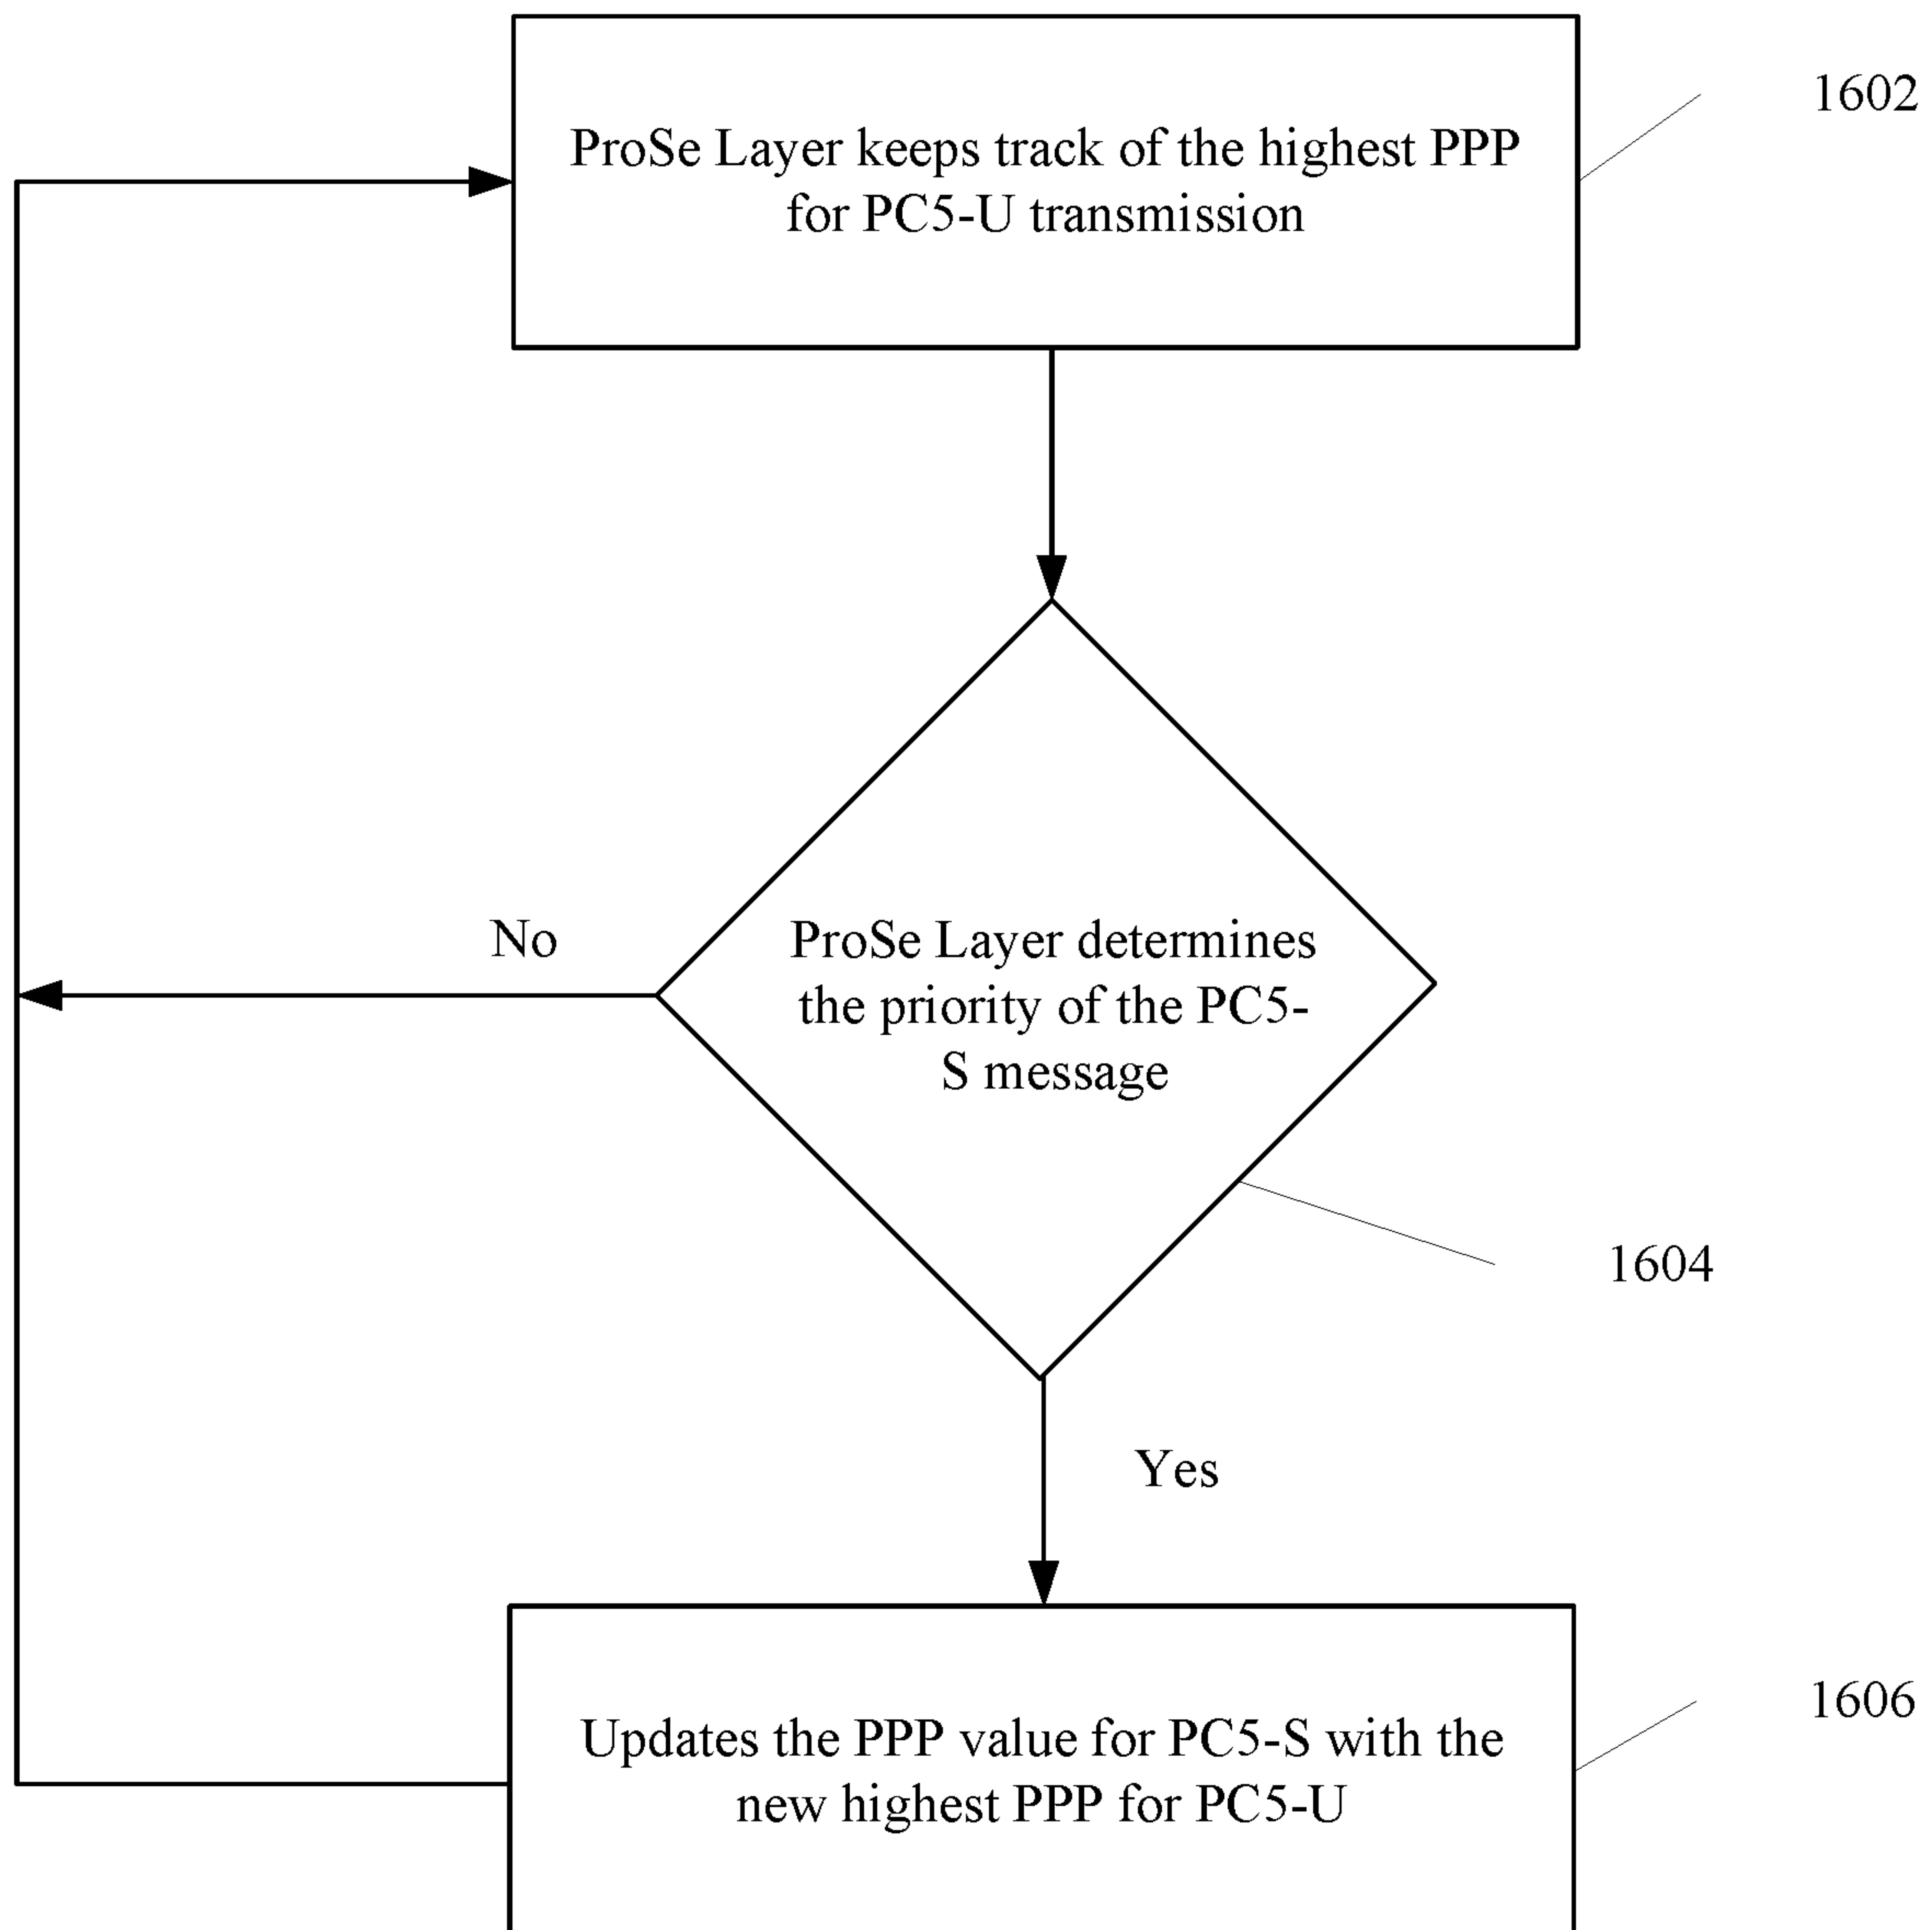 ProSe Layer keeps track of the highest PPP
for PC5-U transmission
1602
No
ProSe Layer determines
the priority of the PC5-
S message
1604
Yes
Updates the PPP value for PC5-S with the
new highest PPP for PC5-U
1606